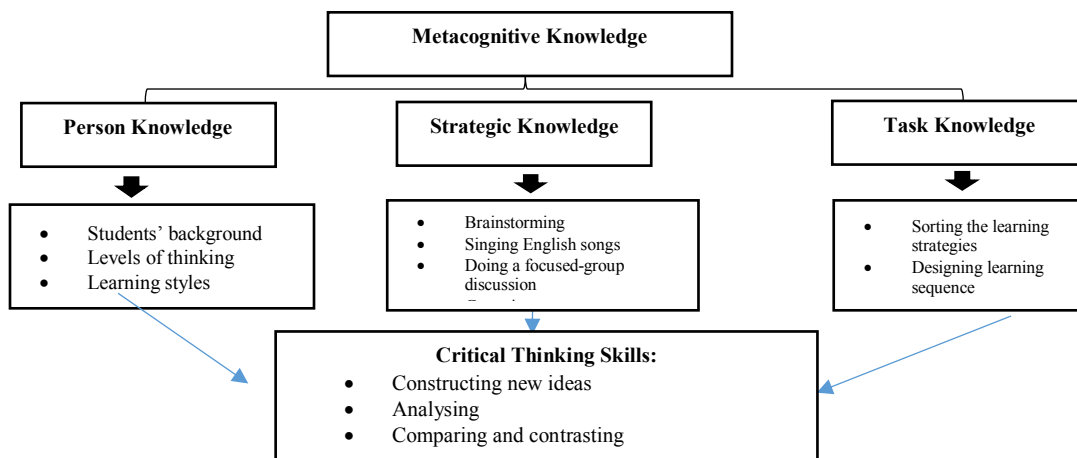 Metacognitive Knowledge
Person Knowledge
Strategic Knowledge
Task Knowledge
• Students’ background
• Levels of thinking
• Learning styles
• Brainstorming
• Singing English songs
• Doing a focused-group
discussion
• Sorting the learning
strategies
• Designing learning
sequence
Critical Thinking Skills:
• Constructing new ideas
• Analysing
• Comparing and contrasting